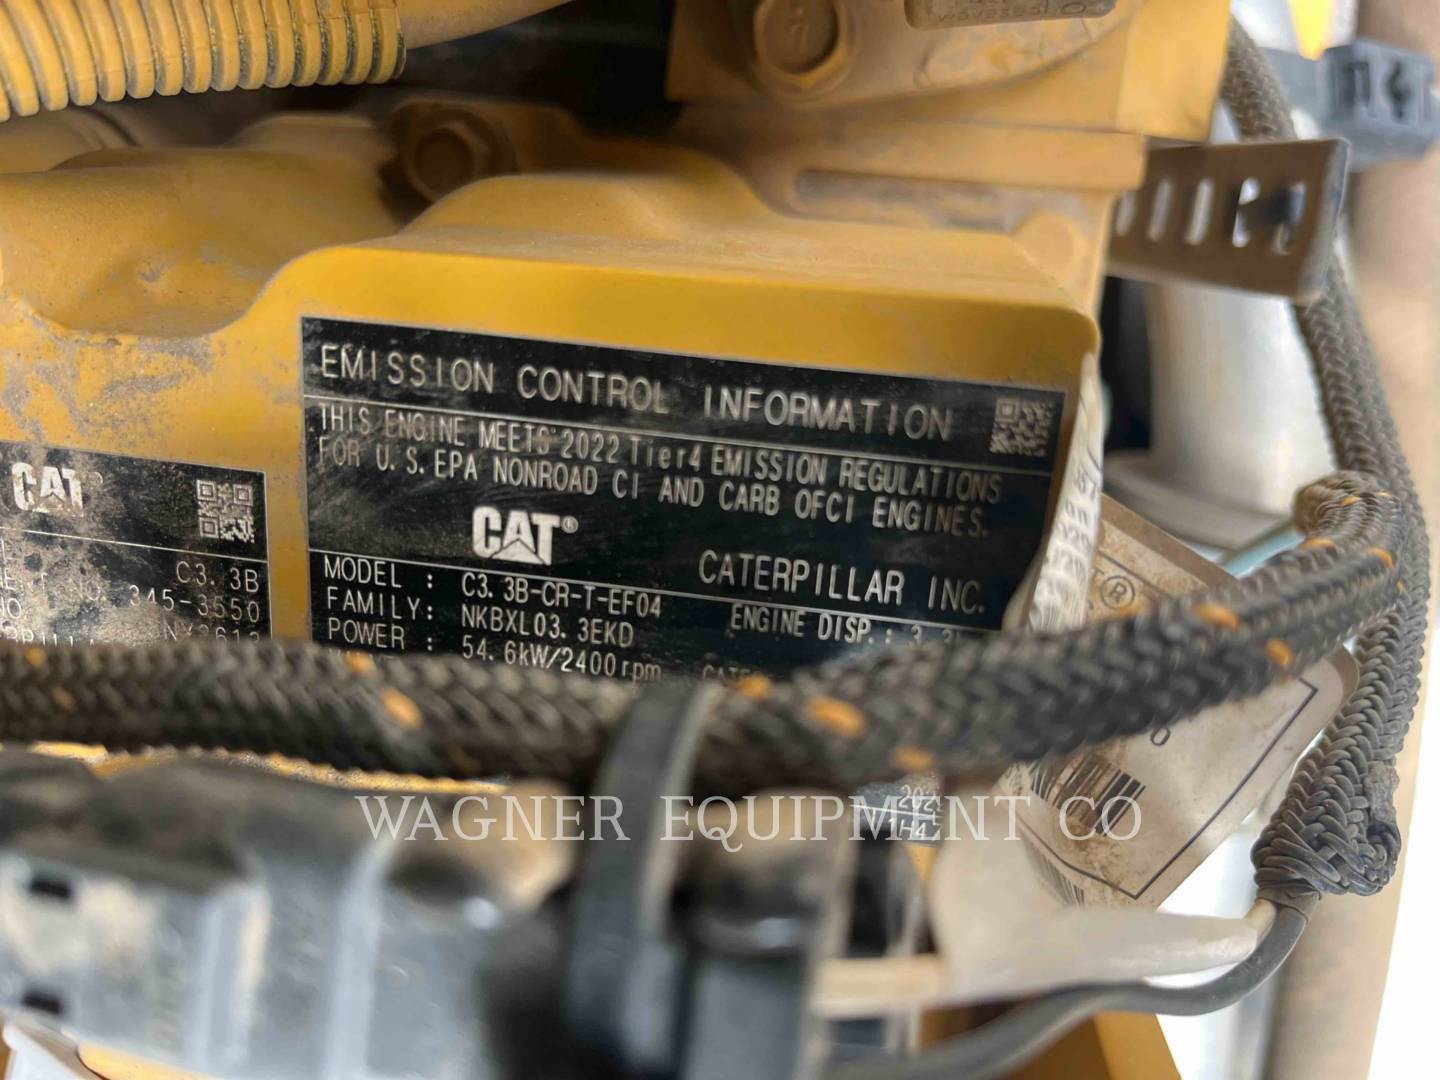 EMISSION CONTROL INFORMATION
THIS ENGINE MEETS 2022 Tier4 EMISSION REGULATIONS
FOR U.S. EPA NONROAD CI AND CARB OFCI ENGINES.
CAT®
CATERPILLAR INC.
MODEL : C3.3B-CR-T-EF04
FAMILY: NKBXL03.3EKD
ENGINE DISP.:
POWER : 54.6kW/2400rpm
CAT
C3.3B
345-3550
WAGNER EQUIPMENT CO